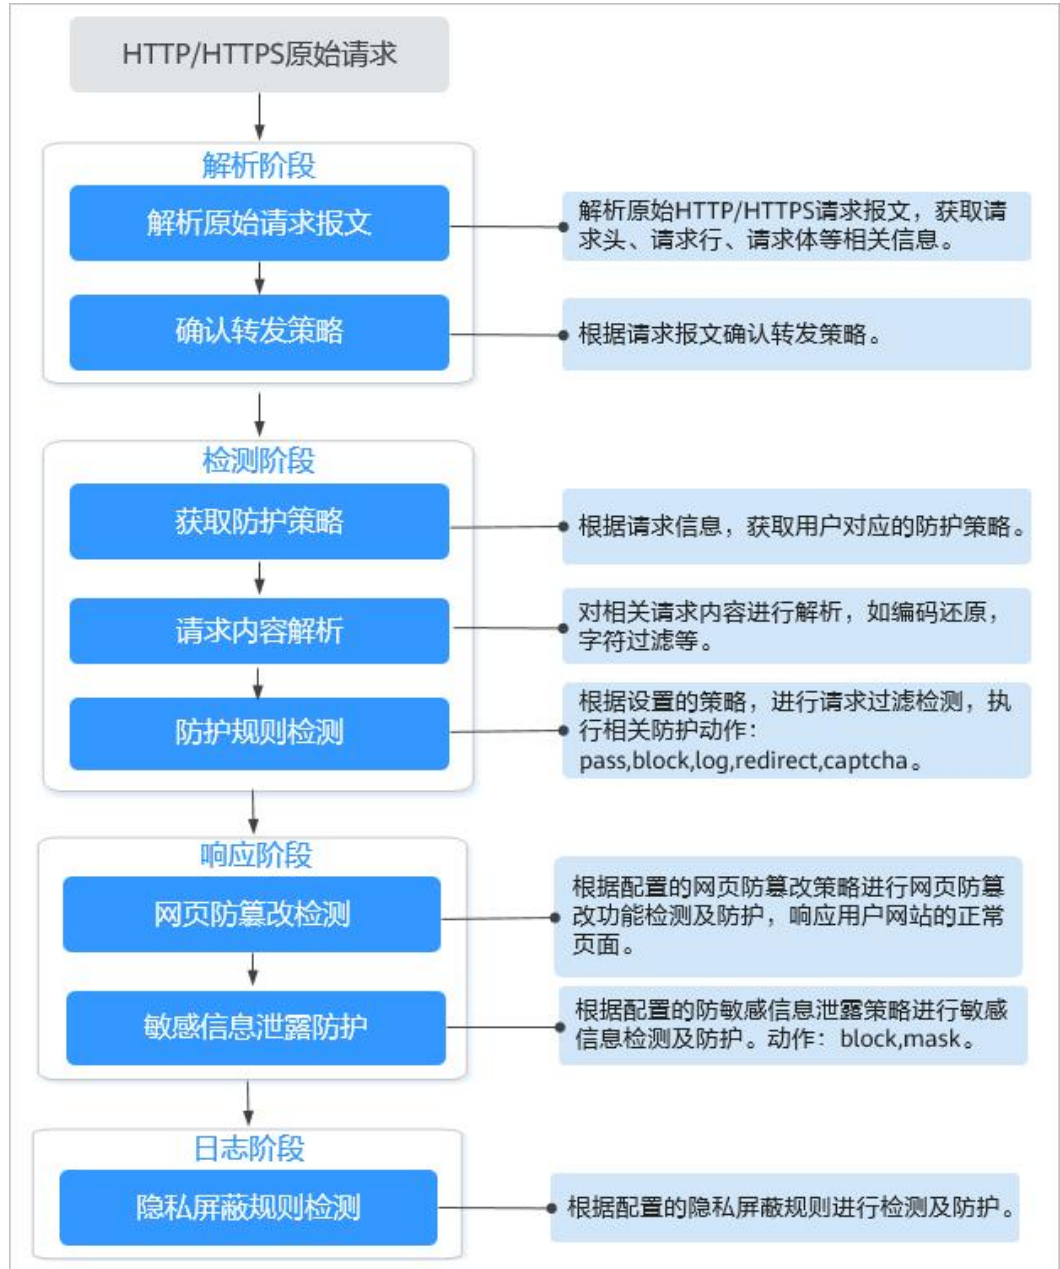 HTTP/HTTPS原始请求
解析阶段
解析原始请求报文
解析原始HTTP/HTTPS请求报文，获取请
求头、请求行、请求体等相关信息。
确认转发策略
根据请求报文确认转发策略。
检测阶段
获取防护策略
根据请求信息，获取用户对应的防护策略。
请求内容解析
对相关请求内容进行解析，如编码还原，
字符过滤等。
防护规则检测
根据设置的策略，进行请求过滤检测，执
行相关防护动作：
pass,block,log,redirect,captcha。
响应阶段
网页防篡改检测
根据配置的网页防篡改策略进行网页防篡
改功能检测及防护，响应用户网站的正常
页面。
敏感信息泄露防护
根据配置的防敏感信息泄露策略进行敏感
信息检测及防护。动作：block,mask。
日志阶段
隐私屏蔽规则检测
根据配置的隐私屏蔽规则进行检测及防护。